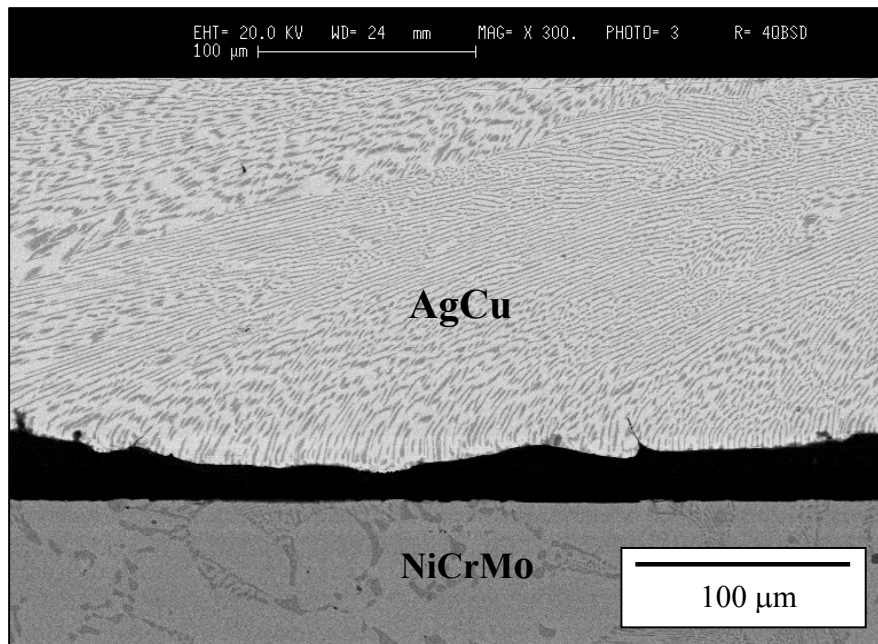 EHT= 20.0 KV WD= 24 mm MAG= X 300. PHOTO= 3 R= 4QBSD
100 µm
AgCu
NiCrMo
100 µm